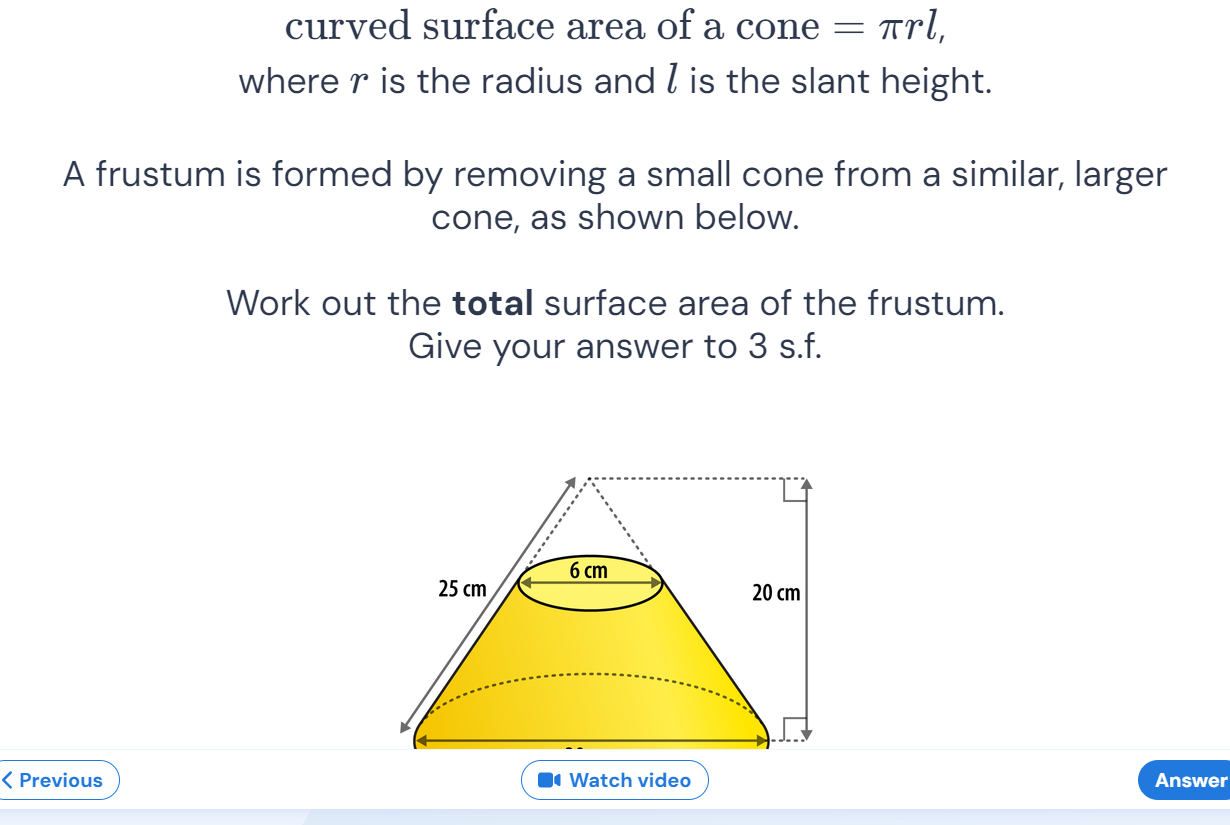 curved surface area of a cone = πrl,
where r is the radius and l is the slant height.
A frustum is formed by removing a small cone from a similar, larger
cone, as shown below.
Work out the total surface area of the frustum.
Give your answer to 3 s.f.
6 cm
25 cm
20 cm
Previous
Watch video
Answer